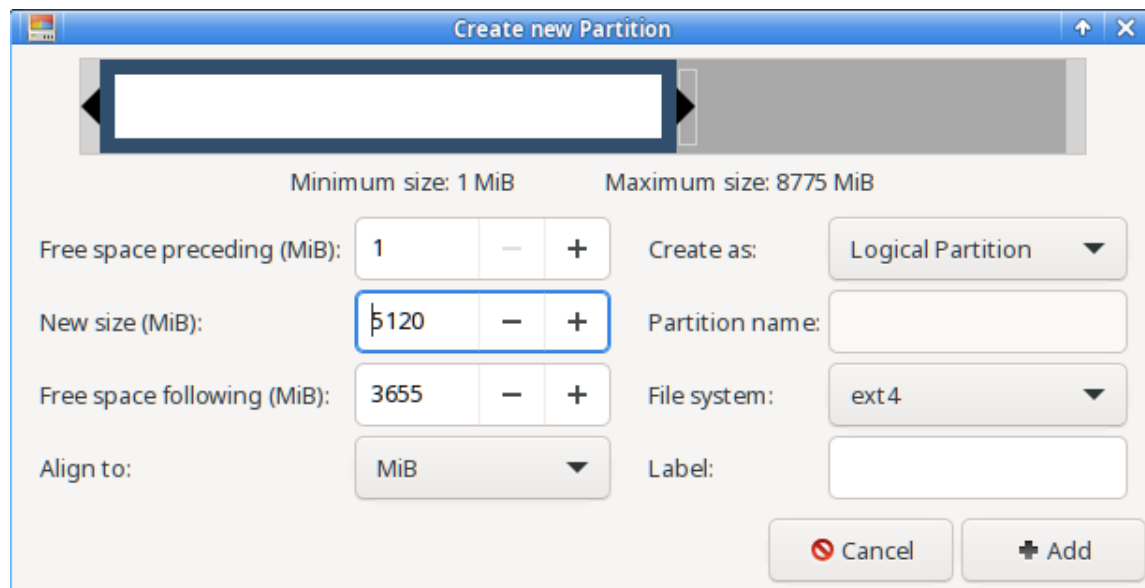 Create new Partition
Minimum size: 1 MiB Maximum size: 8775 MiB
Free space preceding (MiB): 1 − + Create as: Logical Partition
New size (MiB): 5120 − + Partition name:
Free space following (MiB): 3655 − + File system: ext4
Align to: MiB Label:
Cancel Add